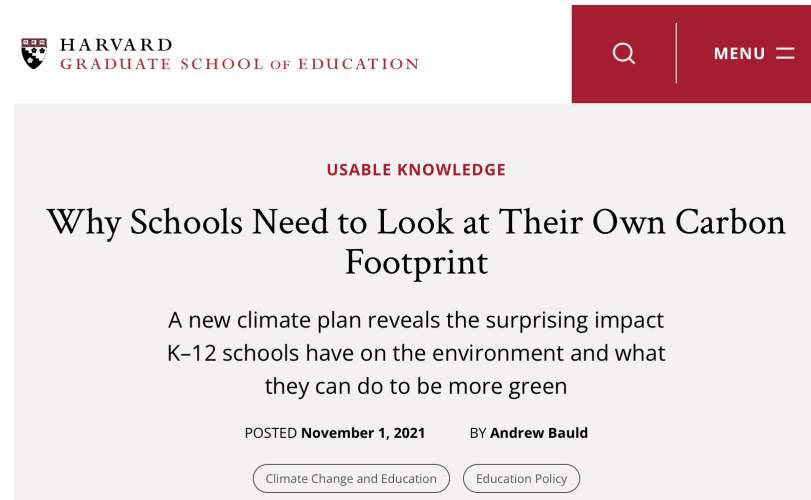 HARVARD
GRADUATE SCHOOL OF EDUCATION
MENU
USABLE KNOWLEDGE
Why Schools Need to Look at Their Own Carbon
Footprint
A new climate plan reveals the surprising impact
K–12 schools have on the environment and what
they can do to be more green
POSTED November 1, 2021 BY Andrew Bauld
Climate Change and Education Education Policy